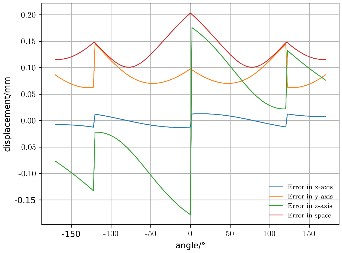 displacement/mm
0.20
0.15
0.10
0.05
0.00
-0.05
-0.10
-0.15
Error in x-axis
Error in y-axis
Error in z-axis
Error in space
-150 -100 -50 0 50 100 150
angle/°